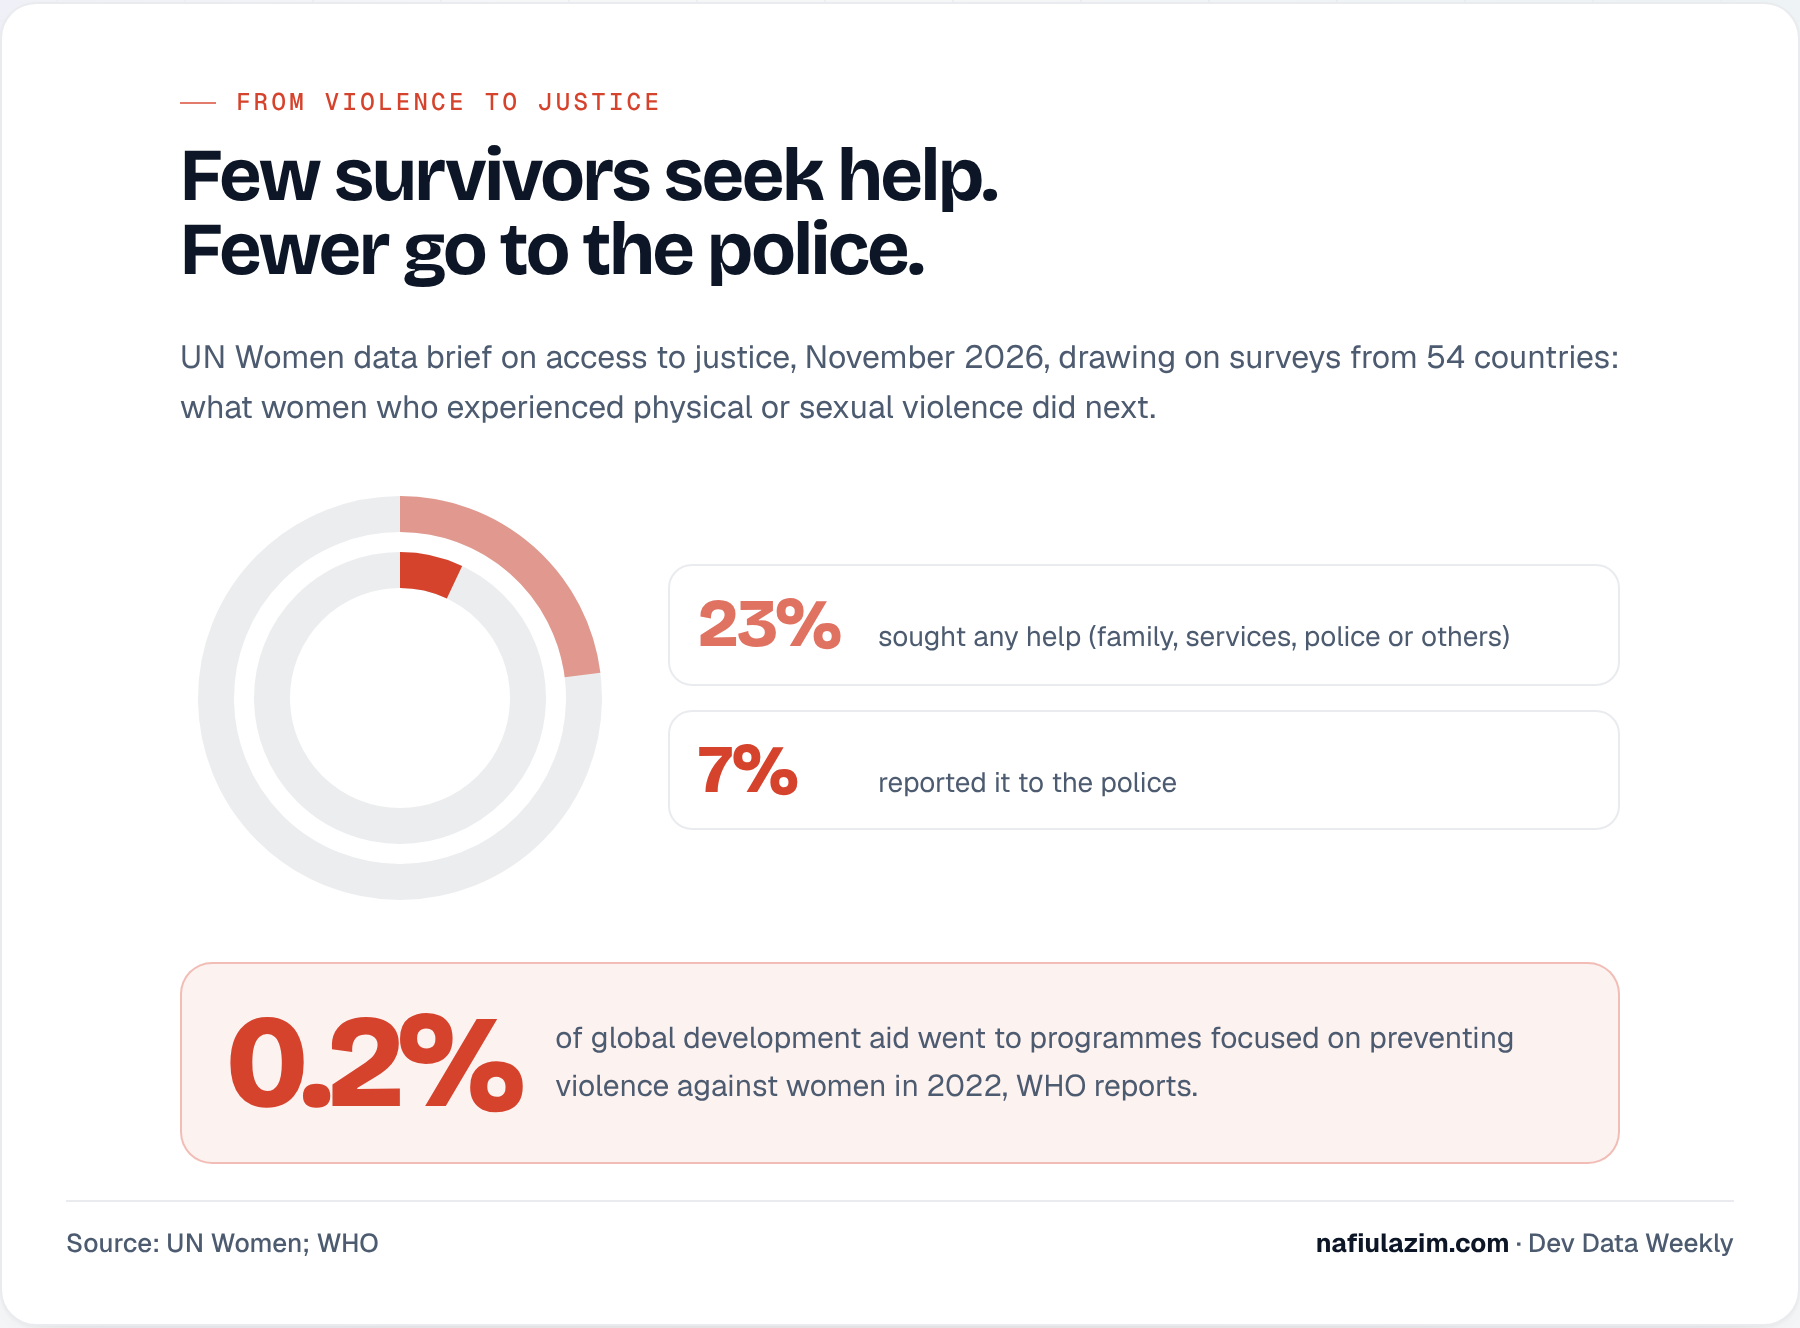 FROM VIOLENCE TO JUSTICE
Few survivors seek help.
Fewer go to the police.
UN Women data brief on access to justice, November 2026, drawing on surveys from 54 countries:
what women who experienced physical or sexual violence did next.
23% sought any help (family, services, police or others)
7% reported it to the police
0.2% of global development aid went to programmes focused on preventing
violence against women in 2022, WHO reports.
Source: UN Women; WHO
nafiulazim.com · Dev Data Weekly